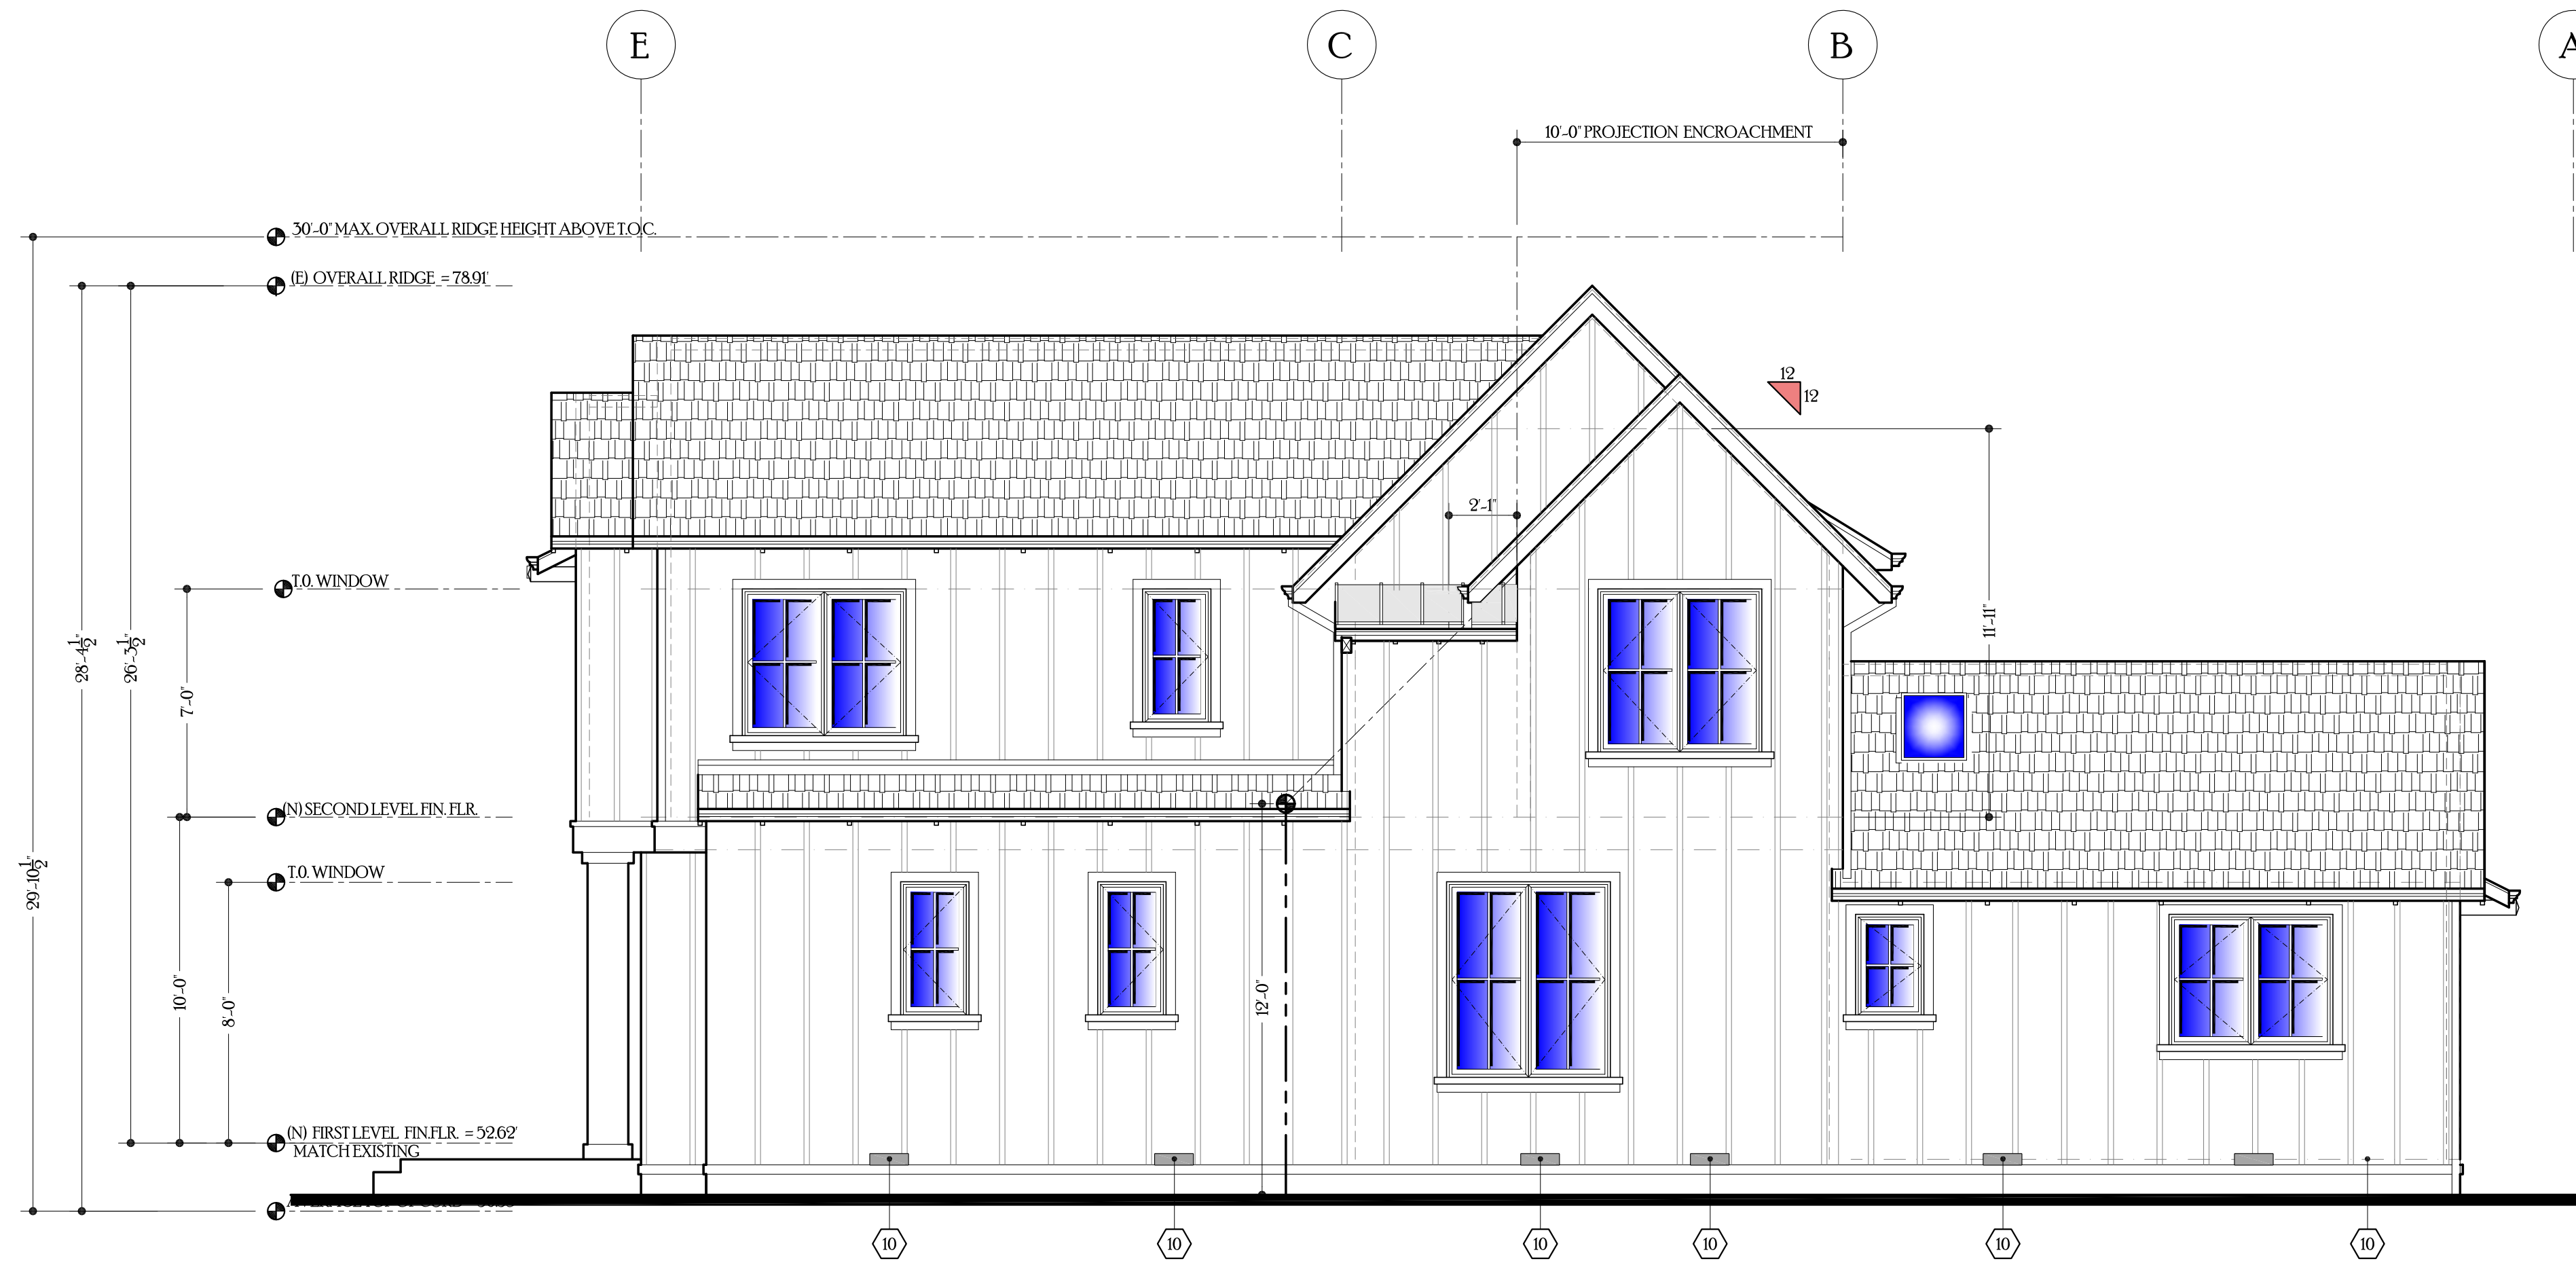 E
C
B
A
10'-0" PROJECTION ENCROACHMENT
30'-0" MAX. OVERALL RIDGE HEIGHT ABOVE T.O.C.
(E) OVERALL RIDGE = 78.91'
12
12
2'-1"
T.O. WINDOW
11'-11"
28'-4 1/2"
26'-3 1/2"
7'-0"
(N) SECOND LEVEL FIN. FLR.
29'-10 1/2"
T.O. WINDOW
10'-0"
8'-0"
12'-0"
(N) FIRST LEVEL FIN.FLR. = 52.62'
MATCH EXISTING
10
10
10
10
10
10